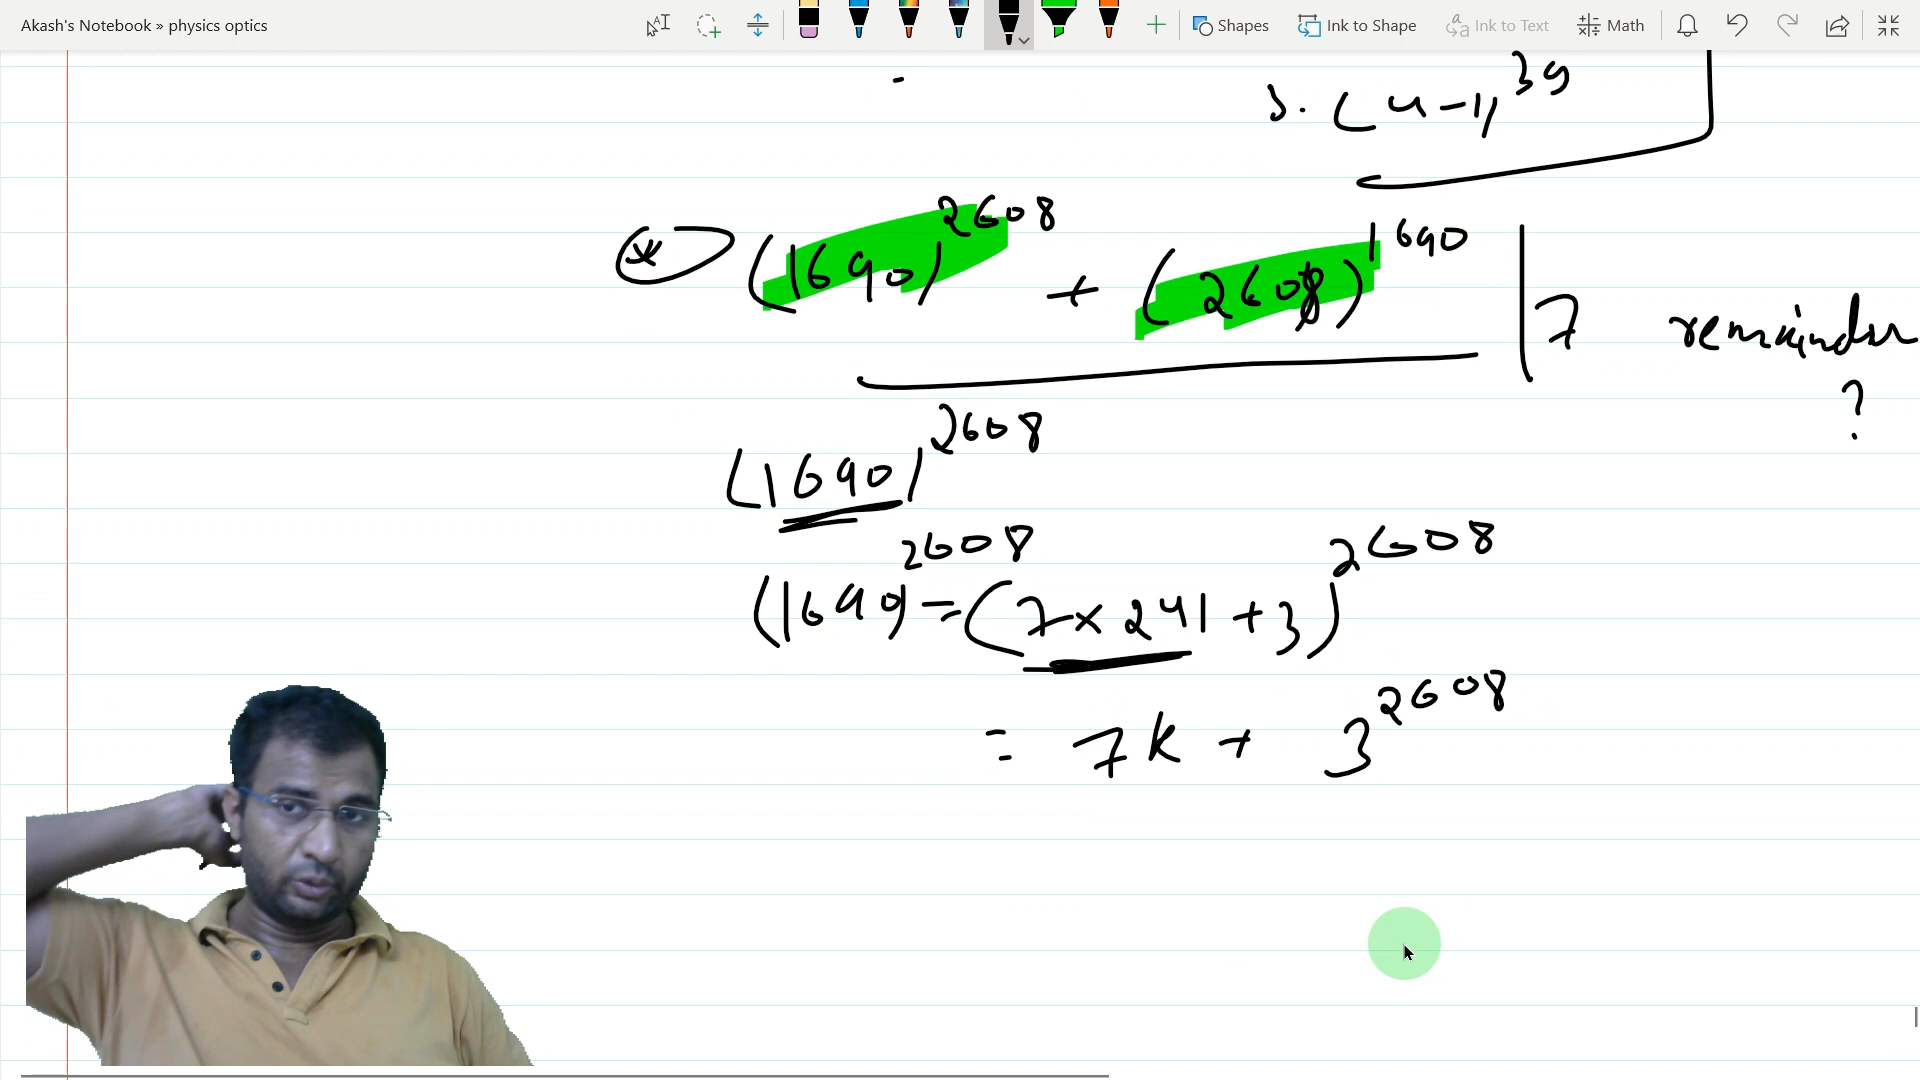 Akash's Notebook » physics optics
Shapes Ink to Shape Ink to Text Math
3. (4-1)^39
(1690)^2608 + (2608)^1690 | 7 remainder
?
(1690)^2608
(1690)^2608 = (7×241+3)^2608
= 7k + 3^2608